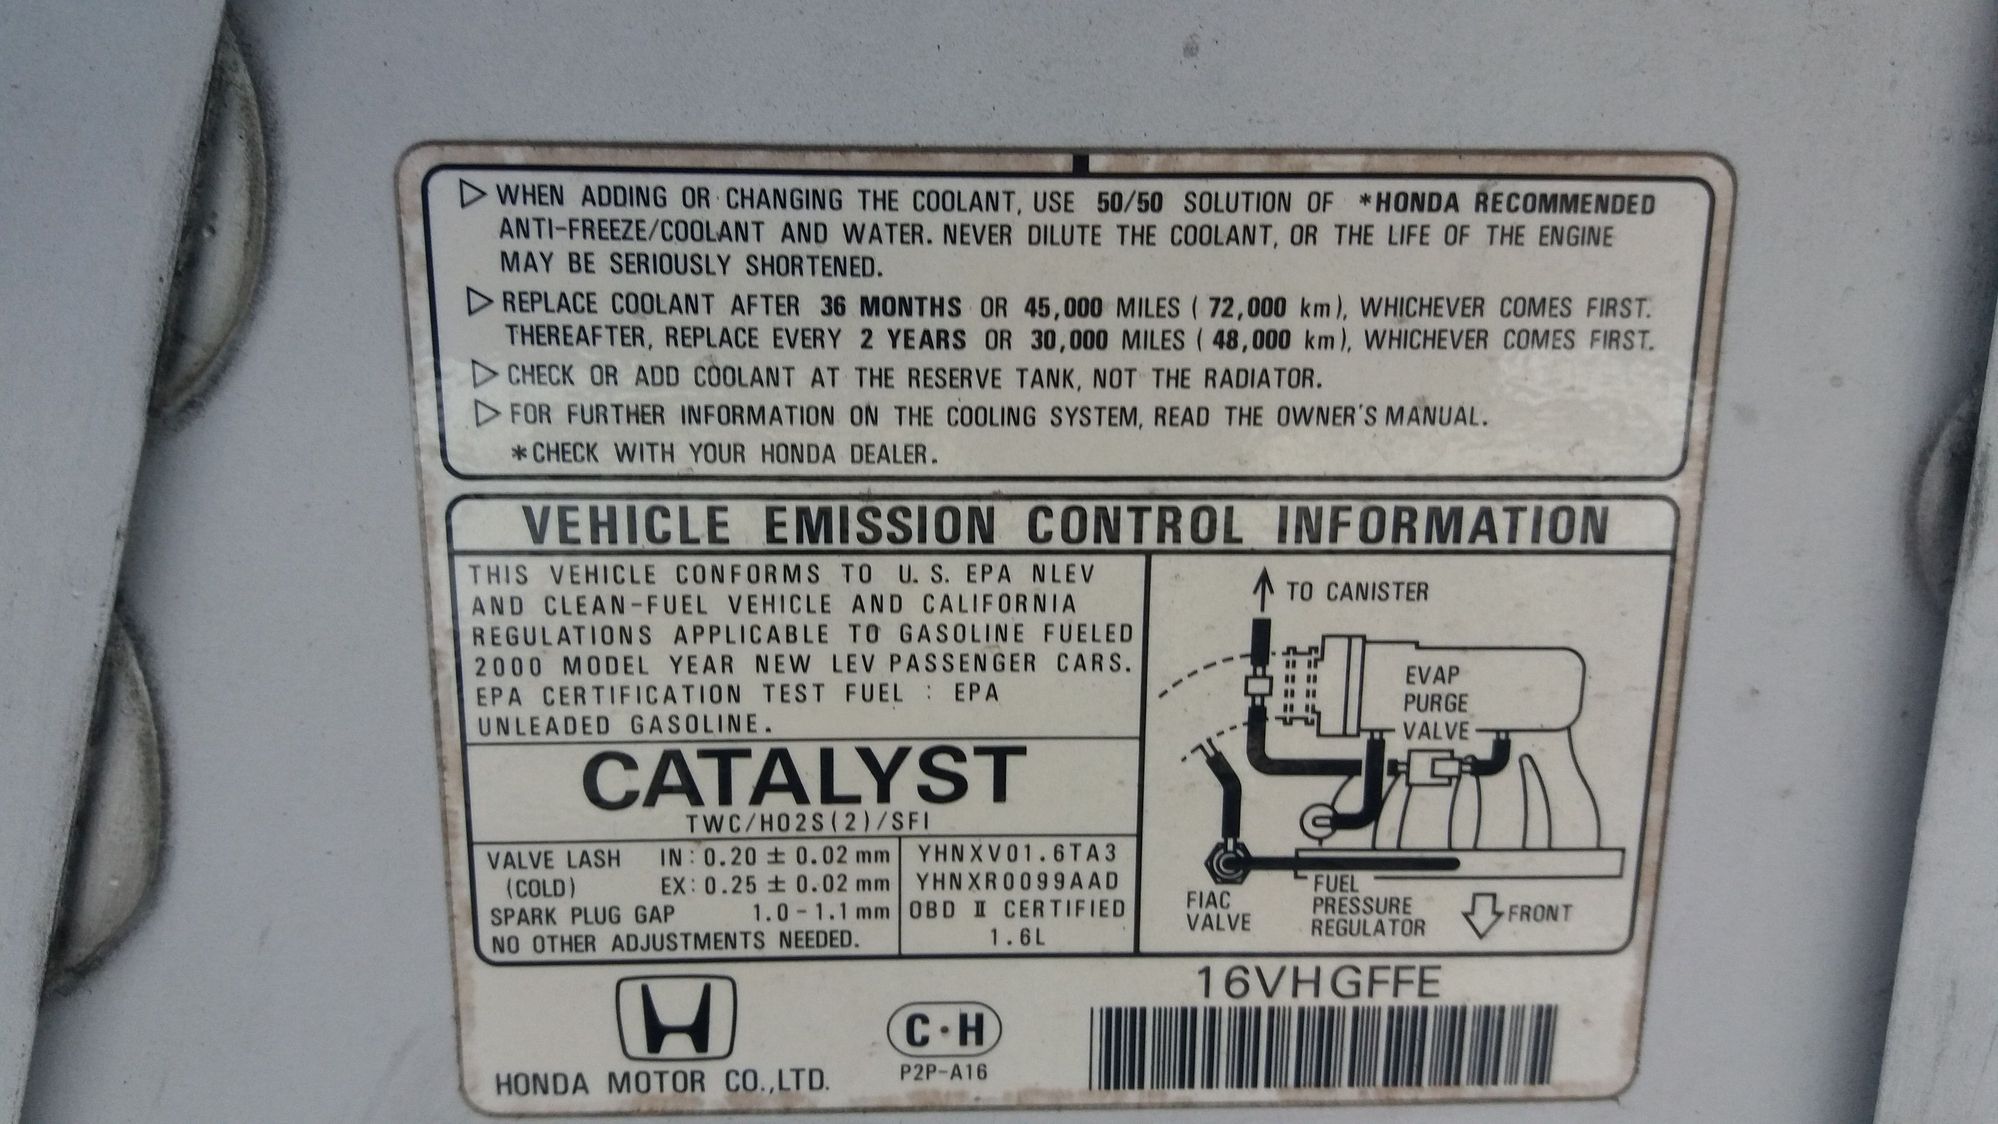 ▷ WHEN ADDING OR CHANGING THE COOLANT, USE 50/50 SOLUTION OF *HONDA RECOMMENDED
ANTI-FREEZE/COOLANT AND WATER. NEVER DILUTE THE COOLANT, OR THE LIFE OF THE ENGINE
MAY BE SERIOUSLY SHORTENED.
▷ REPLACE COOLANT AFTER 36 MONTHS OR 45,000 MILES (72,000 km), WHICHEVER COMES FIRST.
THEREAFTER, REPLACE EVERY 2 YEARS OR 30,000 MILES (48,000 km), WHICHEVER COMES FIRST.
▷ CHECK OR ADD COOLANT AT THE RESERVE TANK, NOT THE RADIATOR.
▷ FOR FURTHER INFORMATION ON THE COOLING SYSTEM, READ THE OWNER'S MANUAL.
*CHECK WITH YOUR HONDA DEALER.
VEHICLE EMISSION CONTROL INFORMATION
THIS VEHICLE CONFORMS TO U.S. EPA NLEV
AND CLEAN-FUEL VEHICLE AND CALIFORNIA
REGULATIONS APPLICABLE TO GASOLINE FUELED
2000 MODEL YEAR NEW LEV PASSENGER CARS.
EPA CERTIFICATION TEST FUEL : EPA
UNLEADED GASOLINE.
CATALYST
TWC/HO2S(2)/SFI
VALVE LASH IN: 0.20 ± 0.02 mm
(COLD) EX: 0.25 ± 0.02 mm
SPARK PLUG GAP 1.0-1.1 mm
NO OTHER ADJUSTMENTS NEEDED.
YHNXV01.6TA3
YHNXR0099AAD
OBD II CERTIFIED
1.6L
TO CANISTER
EVAP
PURGE
VALVE
FIAC
VALVE
FUEL
PRESSURE
REGULATOR
FRONT
HONDA MOTOR CO.,LTD.
C·H
P2P-A16
16VHGFFE